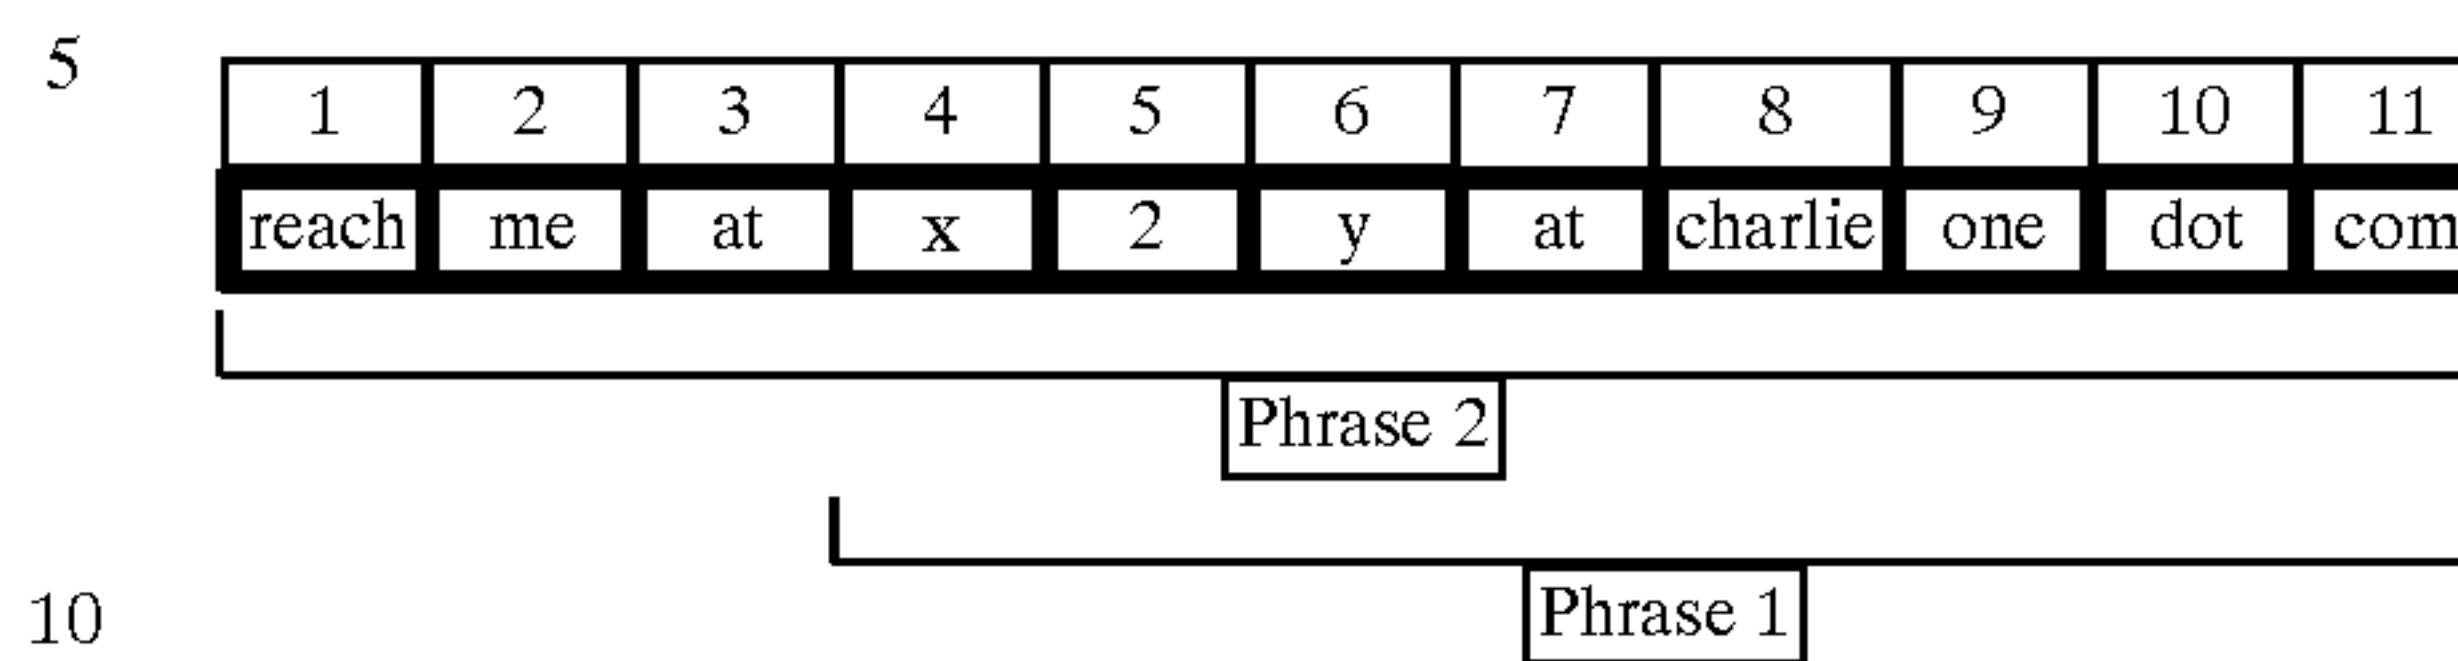 5
1 2 3 4 5 6 7 8 9 10 11
reach me at x 2 y at charlie one dot com
Phrase 2
Phrase 1
10